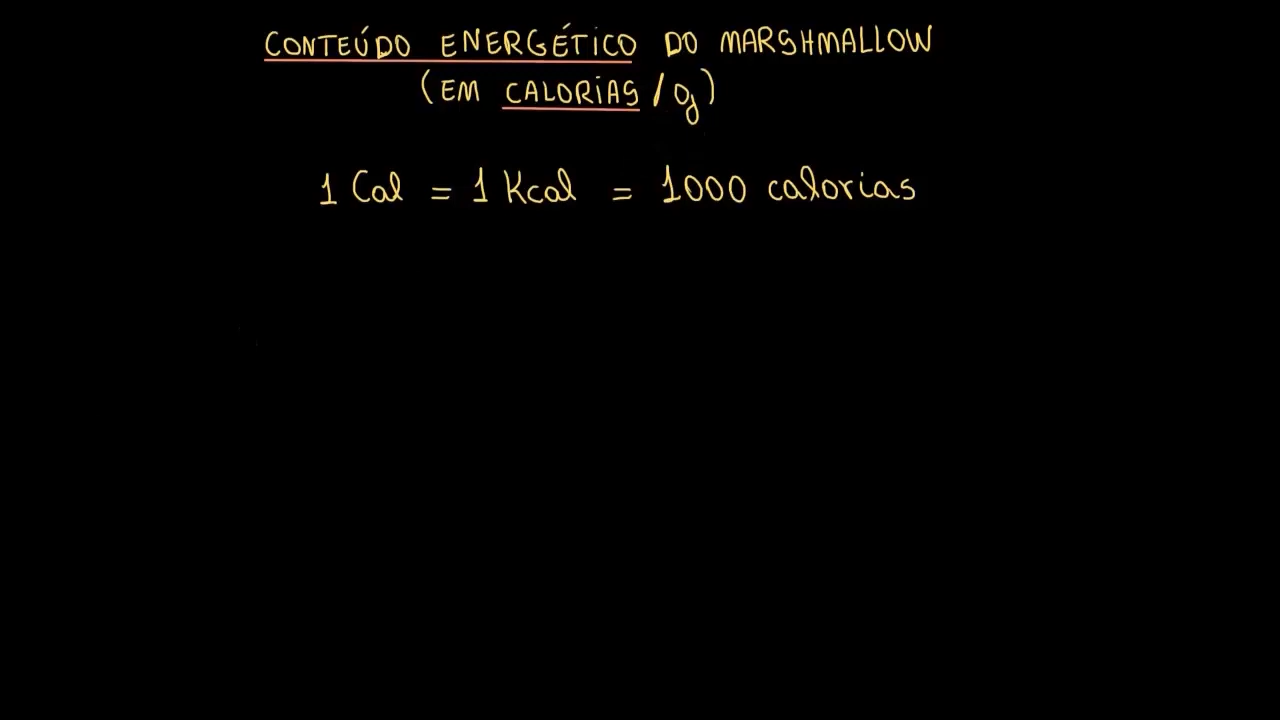 CONTEÚDO ENERGÉTICO DO MARSHMALLOW
(EM CALORIAS / g)
1 Cal = 1 Kcal = 1000 calorias